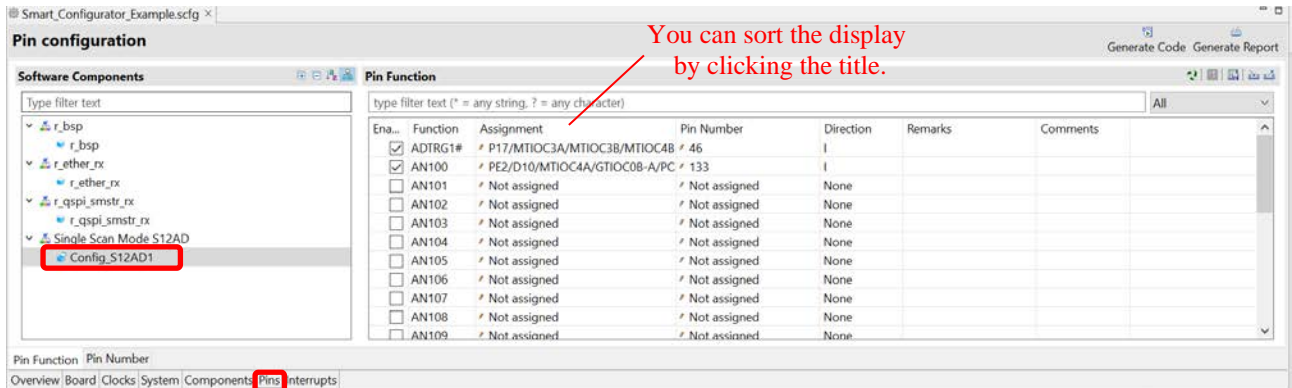 Smart_Configurator_Example.scfg
Pin configuration
You can sort the display
by clicking the title.
Generate Code Generate Report
Software Components
Pin Function
Type filter text
type filter text (* = any string, ? = any character)
All
r_bsp
r_bsp
r_ether_rx
r_ether_rx
r_qspi_smstr_rx
r_qspi_smstr_rx
Single Scan Mode S12AD
Config_S12AD1
Ena... Function Assignment Pin Number Direction Remarks Comments
ADTRG1# P17/MTIOC3A/MTIOC3B/MTIOC4B 46 I
AN100 PE2/D10/MTIOC4A/GTIOC0B-A/PC 133 I
AN101 Not assigned Not assigned None
AN102 Not assigned Not assigned None
AN103 Not assigned Not assigned None
AN104 Not assigned Not assigned None
AN105 Not assigned Not assigned None
AN106 Not assigned Not assigned None
AN107 Not assigned Not assigned None
AN108 Not assigned Not assigned None
AN109 Not assigned Not assigned None
Pin Function Pin Number
Overview Board Clocks System Components Pins Interrupts